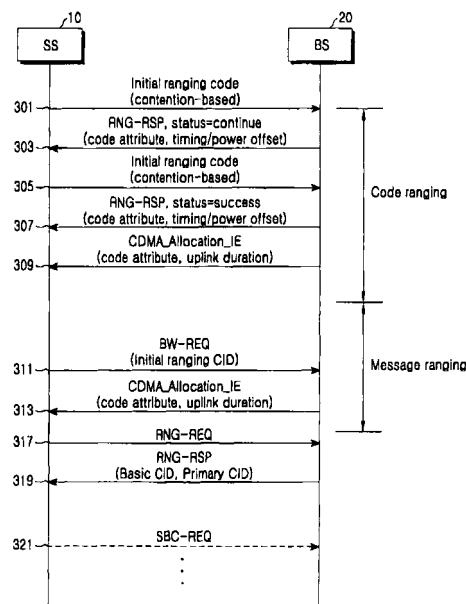 10
20
SS
BS
Initial ranging code
(contention-based)
301
RNG-RSP, status=continue
(code attribute, timing/power offset)
303
Initial ranging code
(contention-based)
305
Code ranging
RNG-RSP, status=success
(code attribute, timing/power offset)
307
CDMA_Allocation_IE
(code attribute, uplink duration)
309
BW-REQ
(Initial ranging CID)
311
Message ranging
CDMA_Allocation_IE
(code attribute, uplink duration)
313
RNG-REQ
317
RNG-RSP
(Basic CID, Primary CID)
319
SBC-REQ
321